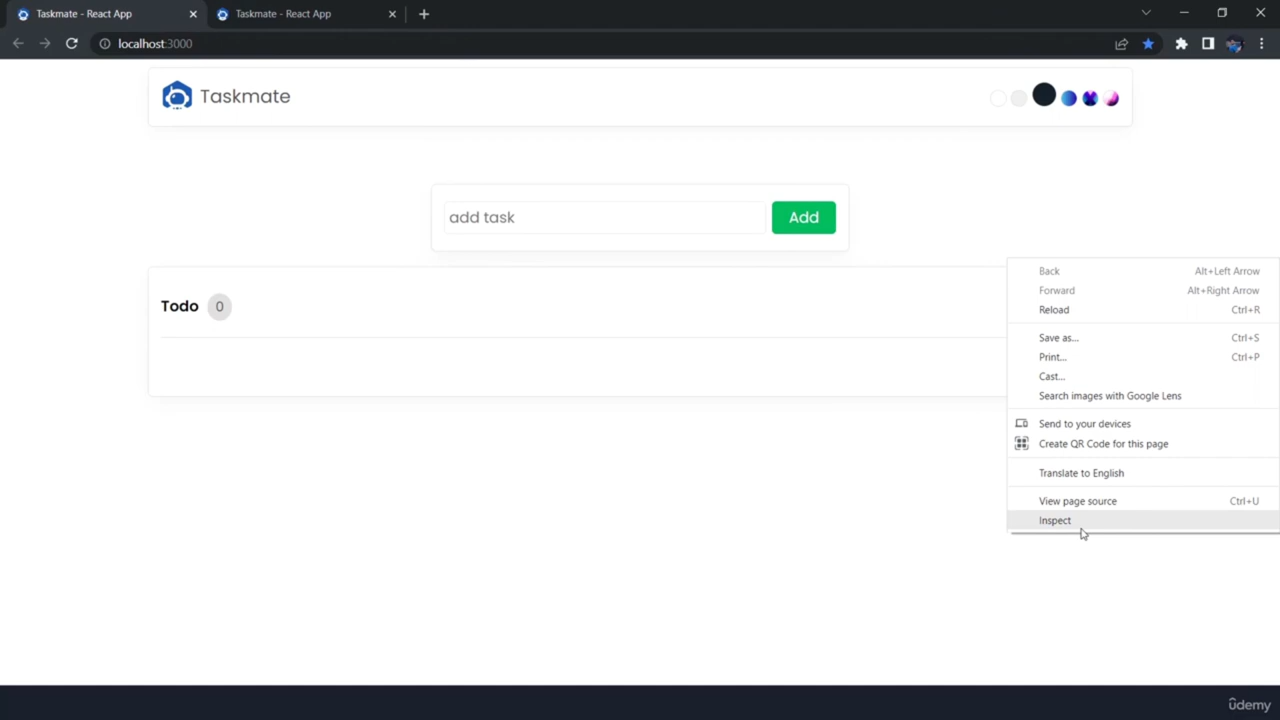 Taskmate - React App
Taskmate - React App
localhost:3000
Taskmate
add task
Add
Todo 0
Back Alt+Left Arrow
Forward Alt+Right Arrow
Reload Ctrl+R
Save as... Ctrl+S
Print... Ctrl+P
Cast...
Search images with Google Lens
Send to your devices
Create QR Code for this page
Translate to English
View page source Ctrl+U
Inspect
ûdemy